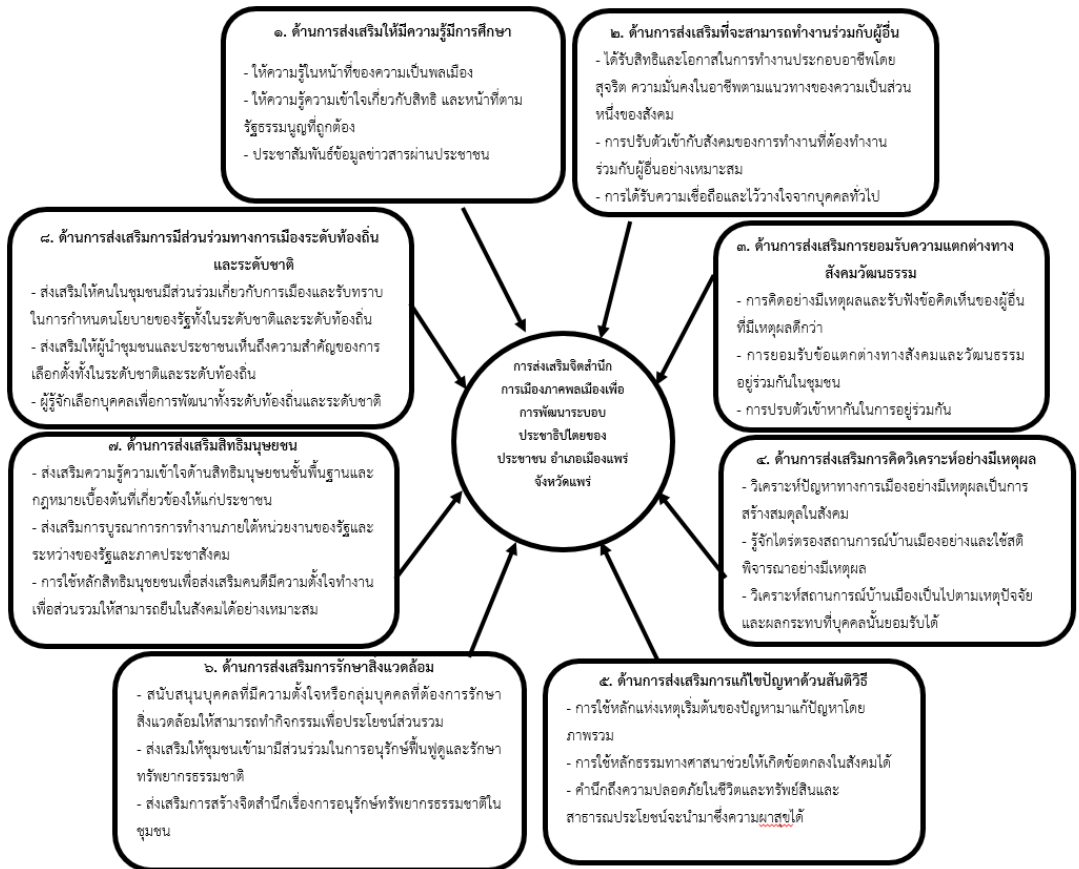 ๑. ด้านการส่งเสริมให้มีความรู้มีการศึกษา
- ให้ความรู้ในหน้าที่ของความเป็นพลเมือง
- ให้ความรู้ความเข้าใจเกี่ยวกับสิทธิ และหน้าที่ตาม
รัฐธรรมนูญที่ถูกต้อง
- ประชาสัมพันธ์ข้อมูลข่าวสารผ่านประชาชน
๒. ด้านการส่งเสริมที่จะสามารถทำงานร่วมกับผู้อื่น
- ได้รับสิทธิและโอกาสในการทำงานประกอบอาชีพโดย
สุจริต ความมั่นคงในอาชีพตามแนวทางของความเป็นส่วน
หนึ่งของสังคม
- การปรับตัวเข้ากับสังคมของการทำงานที่ต้องทำงาน
ร่วมกับผู้อื่นอย่างเหมาะสม
- การได้รับความเชื่อถือและไว้วางใจจากบุคคลทั่วไป
๓. ด้านการส่งเสริมการยอมรับความแตกต่างทาง
สังคมวัฒนธรรม
- การคิดอย่างมีเหตุผลและรับฟังข้อคิดเห็นของผู้อื่น
ที่มีเหตุผลดีกว่า
- การยอมรับข้อแตกต่างทางสังคมและวัฒนธรรม
อยู่ร่วมกันในชุมชน
- การปรบตัวเข้าหากันในการอยู่ร่วมกัน
๔. ด้านการส่งเสริมการคิดวิเคราะห์อย่างมีเหตุผล
- วิเคราะห์ปัญหาทางการเมืองอย่างมีเหตุผลเป็นการ
สร้างสมดุลในสังคม
- รู้จักไตร่ตรองสถานการณ์บ้านเมืองอย่างและใช้สติ
พิจารณาอย่างมีเหตุผล
- วิเคราะห์สถานการณ์บ้านเมืองเป็นไปตามเหตุปัจจัย
และผลกระทบที่บุคคลนั้นยอมรับได้
๕. ด้านการส่งเสริมการแก้ไขปัญหาด้วนสันติวิธี
- การใช้หลักแห่งเหตุเริ่มต้นของปัญหามาแก้ปัญหาโดย
ภาพรวม
- การใช้หลักธรรมทางศาสนาช่วยให้เกิดข้อตกลงในสังคมได้
- คำนึกถึงความปลอดภัยในชีวิตและทรัพย์สินและ
สาธารณประโยชน์จะนำมาซึ่งความผาสุขได้
๖. ด้านการส่งเสริมการรักษาสิ่งแวดล้อม
- สนับสนุนบุคคลที่มีความตั้งใจหรือกลุ่มบุคคลที่ต้องการรักษา
สิ่งแวดล้อมให้สามารถทำกิจกรรมเพื่อประโยชน์ส่วนรวม
- ส่งเสริมให้ชุมชนเข้ามามีส่วนร่วมในการอนุรักษ์ฟื้นฟูดูและรักษา
ทรัพยากรธรรมชาติ
- ส่งเสริมการสร้างจิตสำนึกเรื่องการอนุรักษ์ทรัพยากรธรรมชาติใน
ชุมชน
๗. ด้านการส่งเสริมสิทธิมนุษยชน
- ส่งเสริมความรู้ความเข้าใจด้านสิทธิมนุษยชนชั้นพื้นฐานและ
กฎหมายเบื้องต้นที่เกี่ยวข้องให้แก่ประชาชน
- ส่งเสริมการบูรณาการการทำงานภายใต้หน่วยงานของรัฐและ
ระหว่างของรัฐและภาคประชาสังคม
- การใช้หลักสิทธิมนุชยชนเพื่อส่งเสริมคนดีมีความตั้งใจทำงาน
เพื่อส่วนรวมให้สามารถยืนในสังคมได้อย่างเหมาะสม
๘. ด้านการส่งเสริมการมีส่วนร่วมทางการเมืองระดับท้องถิ่น
และระดับชาติ
- ส่งเสริมให้คนในชุมชนมีส่วนร่วมเกี่ยวกับการเมืองและรับทราบ
ในการกำหนดนโยบายของรัฐทั้งในระดับชาติและระดับท้องถิ่น
- ส่งเสริมให้ผู้นำชุมชนและประชาชนเห็นถึงความสำคัญของการ
เลือกตั้งทั้งในระดับชาติและระดับท้องถิ่น
- ผู้รู้จักเลือกบุคคลเพื่อการพัฒนาทั้งระดับท้องถิ่นและระดับชาติ
การส่งเสริมจิตสำนึก
การเมืองภาคพลเมืองเพื่อ
การพัฒนาระบอบ
ประชาธิปไตยของ
ประชาชน อำเภอเมืองแพร่
จังหวัดแพร่